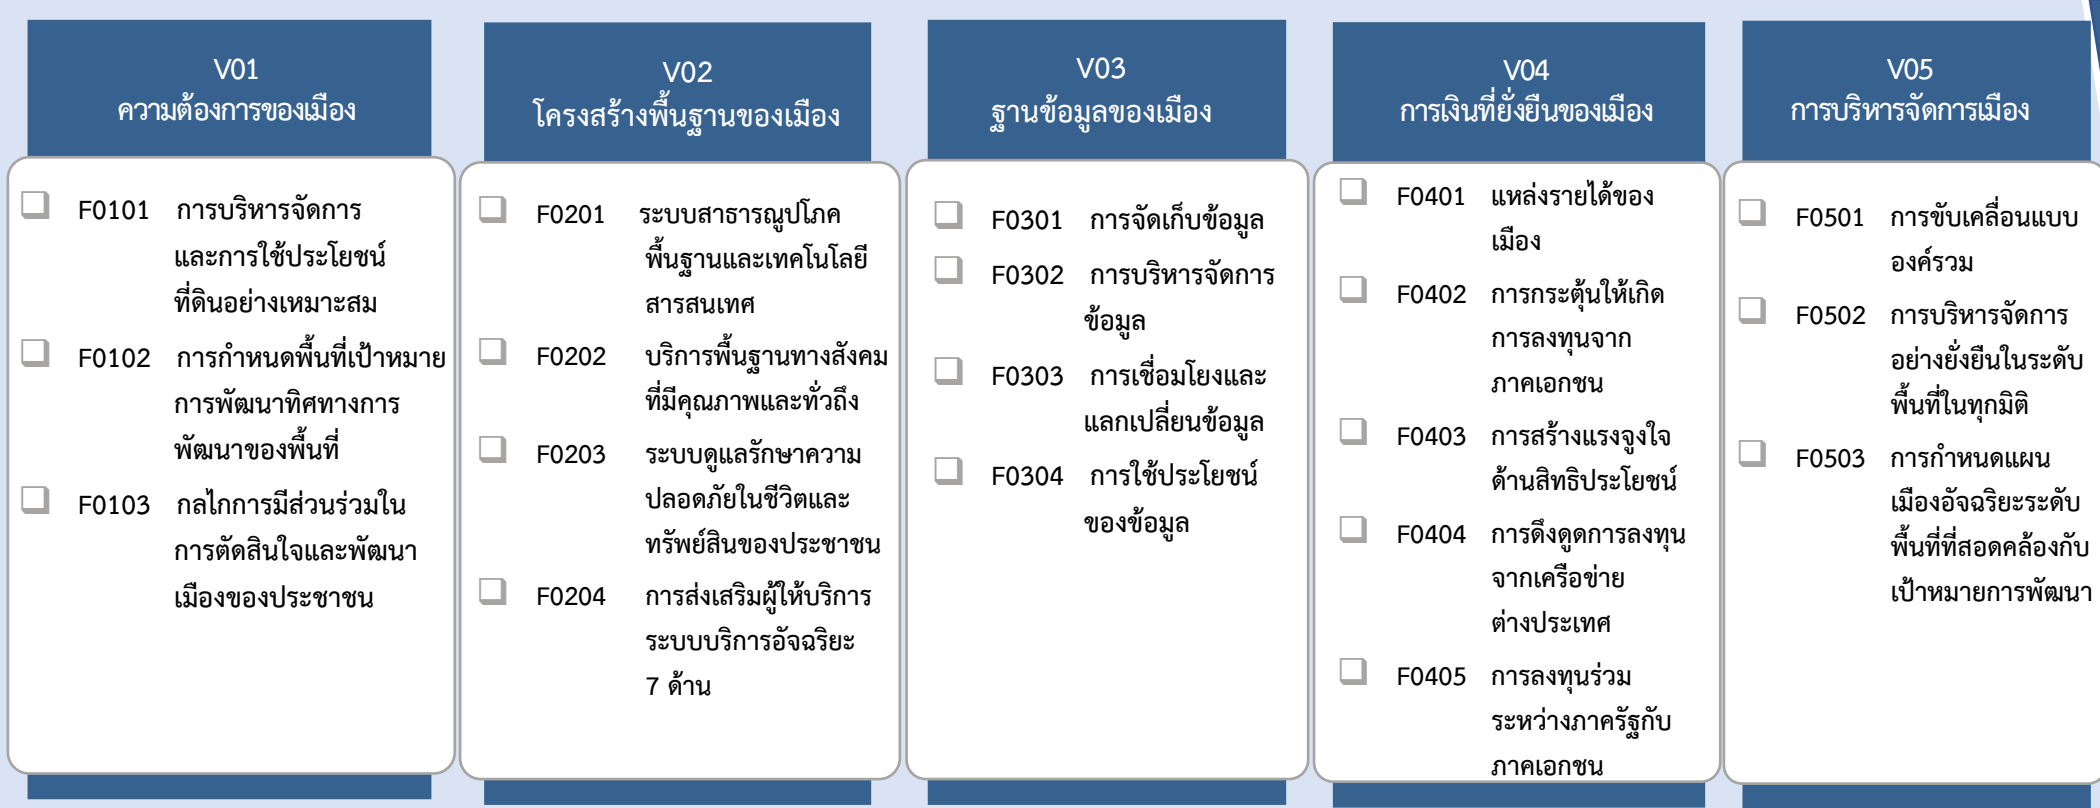 V01
ความต้องการของเมือง
F0101 การบริหารจัดการ
และการใช้ประโยชน์
ที่ดินอย่างเหมาะสม
F0102 การกำหนดพื้นที่เป้าหมาย
การพัฒนาทิศทางการ
พัฒนาของพื้นที่
F0103 กลไกการมีส่วนร่วมใน
การตัดสินใจและพัฒนา
เมืองของประชาชน
V02
โครงสร้างพื้นฐานของเมือง
F0201 ระบบสาธารณูปโภค
พื้นฐานและเทคโนโลยี
สารสนเทศ
F0202 บริการพื้นฐานทางสังคม
ที่มีคุณภาพและทั่วถึง
F0203 ระบบดูแลรักษาความ
ปลอดภัยในชีวิตและ
ทรัพย์สินของประชาชน
F0204 การส่งเสริมผู้ให้บริการ
ระบบบริการอัจฉริยะ
7 ด้าน
V03
ฐานข้อมูลของเมือง
F0301 การจัดเก็บข้อมูล
F0302 การบริหารจัดการ
ข้อมูล
F0303 การเชื่อมโยงและ
แลกเปลี่ยนข้อมูล
F0304 การใช้ประโยชน์
ของข้อมูล
V04
การเงินที่ยั่งยืนของเมือง
F0401 แหล่งรายได้ของ
เมือง
F0402 การกระตุ้นให้เกิด
การลงทุนจาก
ภาคเอกชน
F0403 การสร้างแรงจูงใจ
ด้านสิทธิประโยชน์
F0404 การดึงดูดการลงทุน
จากเครือข่าย
ต่างประเทศ
F0405 การลงทุนร่วม
ระหว่างภาครัฐกับ
ภาคเอกชน
V05
การบริหารจัดการเมือง
F0501 การขับเคลื่อนแบบ
องค์รวม
F0502 การบริหารจัดการ
อย่างยั่งยืนในระดับ
พื้นที่ในทุกมิติ
F0503 การกำหนดแผน
เมืองอัจฉริยะระดับ
พื้นที่ที่สอดคล้องกับ
เป้าหมายการพัฒนา